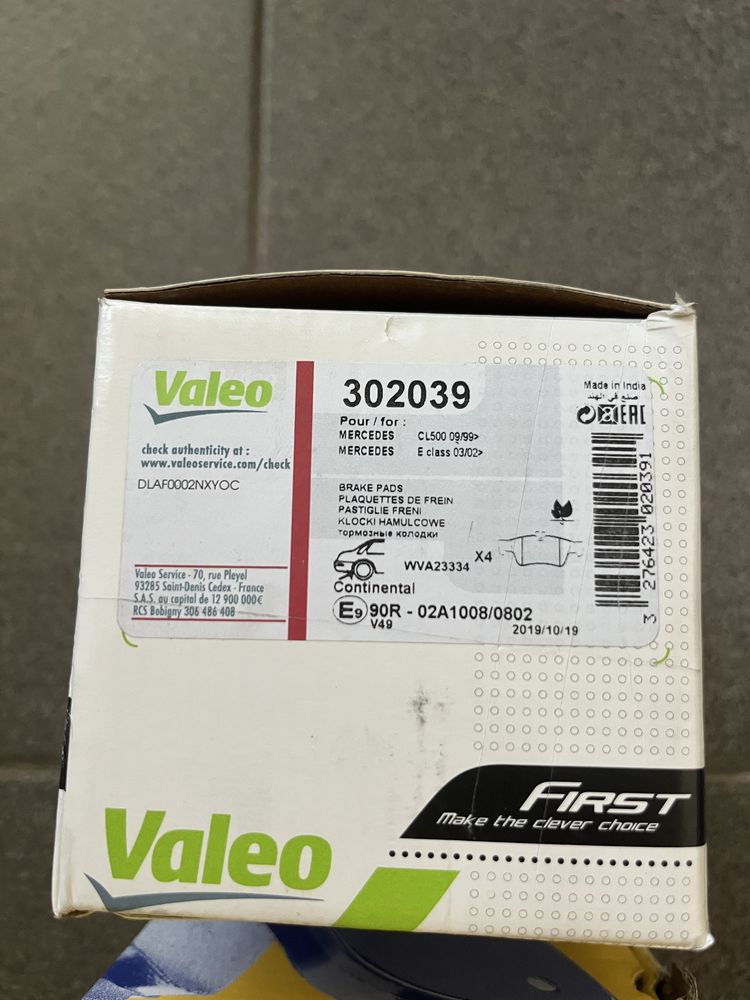 Valeo
302039
Made in India
صنع في الهند
EAC
Pour / for :
MERCEDES CL500 09/99>
MERCEDES E class 03/02>
check authenticity at :
www.valeoservice.com/check
DLAF0002NXYOC
BRAKE PADS
PLAQUETTES DE FREIN
PASTIGLIE FRENI
KLOCKI HAMULCOWE
тормозные колодки
WVA23334 X4
Continental
Valeo Service - 70, rue Pleyel
93285 Saint-Denis Cedex - France
S.A.S. au capital de 12 900 000€
RCS Bobigny 306 486 408
E9 90R - 02A1008/0802
V49
2019/10/19
3 276423 020391
FIRST
Make the clever choice
Valeo